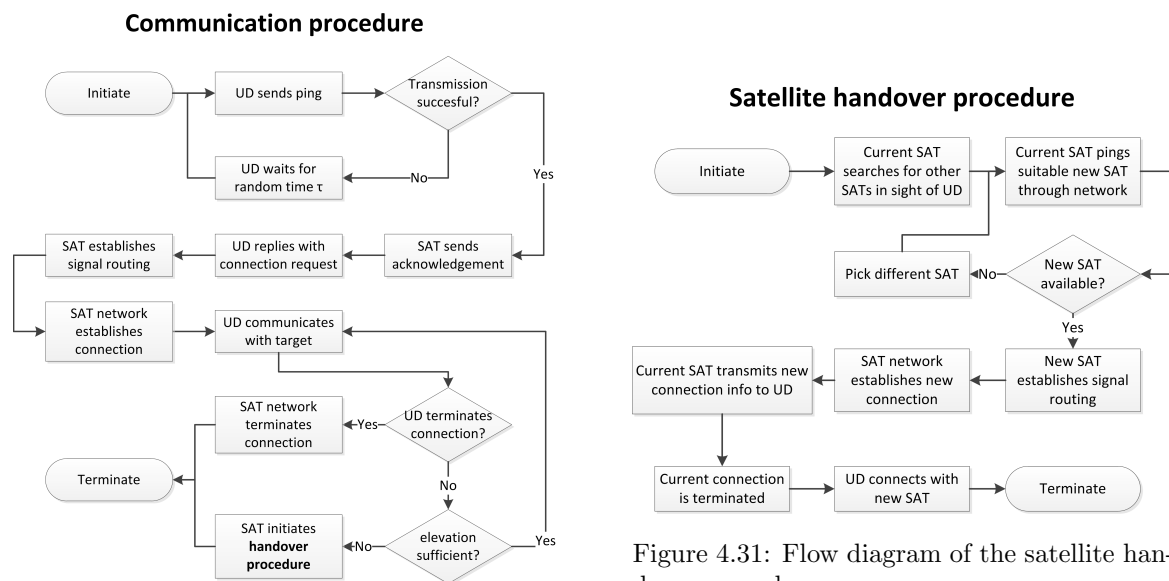 Communication procedure
Initiate
UD sends ping
Transmission
succesful?
UD waits for
random time τ
No
Yes
SAT establishes
signal routing
UD replies with
connection request
SAT sends
acknowledgement
SAT network
establishes
connection
UD communicates
with target
SAT network
terminates
connection
Yes
UD terminates
connection?
Terminate
No
SAT initiates
handover
procedure
No
elevation
sufficient?
Yes
Satellite handover procedure
Initiate
Current SAT
searches for other
SATs in sight of UD
Current SAT pings
suitable new SAT
through network
Pick different SAT
No
New SAT
available?
Yes
Current SAT transmits new
connection info to UD
SAT network
establishes new
connection
New SAT
establishes signal
routing
Current connection
is terminated
UD connects with
new SAT
Terminate
Figure 4.31: Flow diagram of the satellite han-